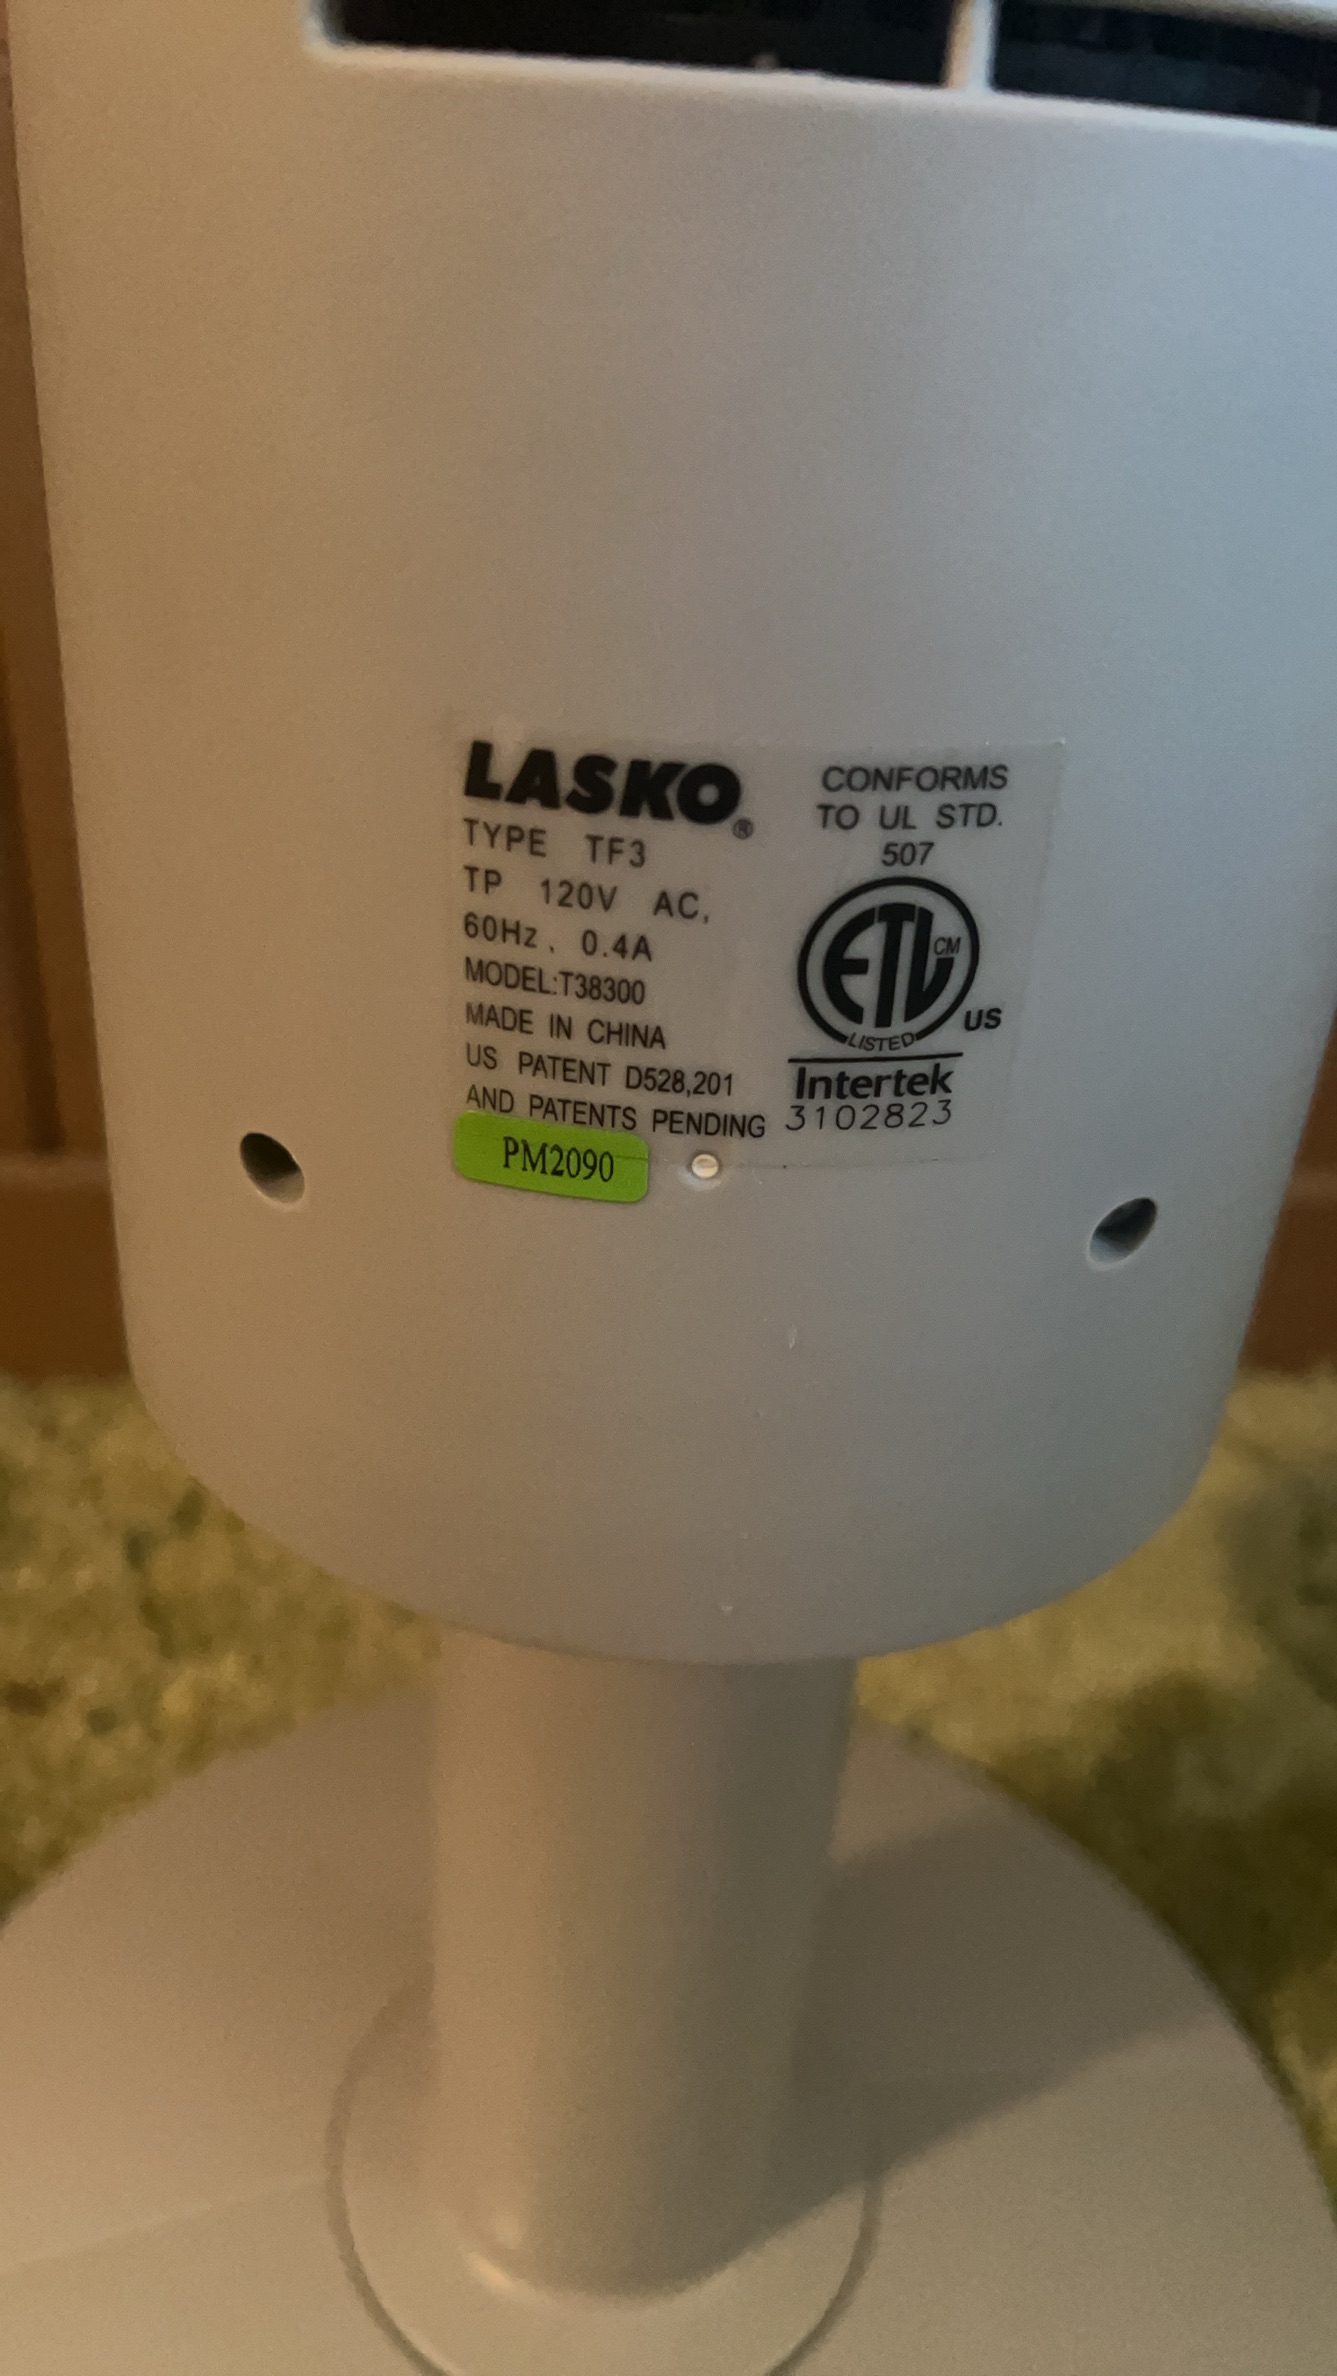 LASKO®
TYPE TF3
TP 120V AC,
60Hz, 0.4A
MODEL:T38300
MADE IN CHINA
US PATENT D528,201
AND PATENTS PENDING
PM2090
CONFORMS
TO UL STD.
507
ETL CM
LISTED
US
Intertek
3102823